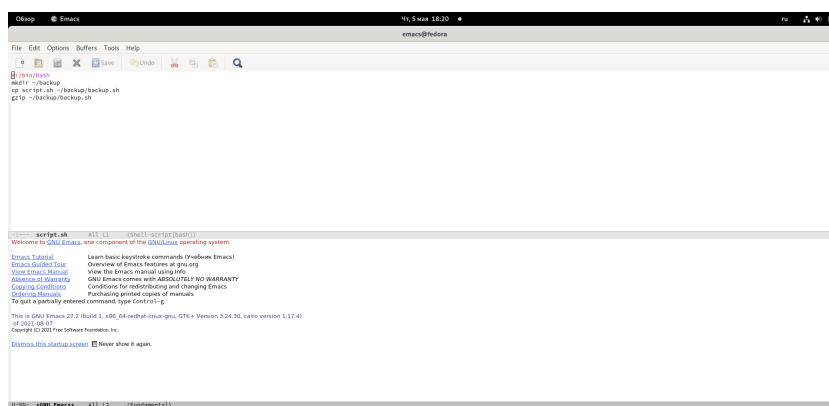 Обзор Emacs Чт, 5 мая 18:20 ru
emacs@fedora
File Edit Options Buffers Tools Help
Save Undo
#!/bin/bash
mkdir ~/backup
cp script.sh ~/backup/backup.sh
gzip ~/backup/backup.sh
-:--- script.sh All L1 (Shell-script[bash])
Welcome to GNU Emacs, one component of the GNU/Linux operating system.
Emacs Tutorial Learn basic keystroke commands (Учебник Emacs)
Emacs Guided Tour Overview of Emacs features at gnu.org
View Emacs Manual View the Emacs manual using Info
Absence of Warranty GNU Emacs comes with ABSOLUTELY NO WARRANTY
Copying Conditions Conditions for redistributing and changing Emacs
Ordering Manuals Purchasing printed copies of manuals
To quit a partially entered command, type Control-g.
This is GNU Emacs 27.2 (build 1, x86_64-redhat-linux-gnu, GTK+ Version 3.24.30, cairo version 1.17.4)
of 2021-08-07
Copyright (C) 2021 Free Software Foundation, Inc.
Dismiss this startup screen Never show it again.
U:%%- *GNU Emacs* All L2 (Fundamental)